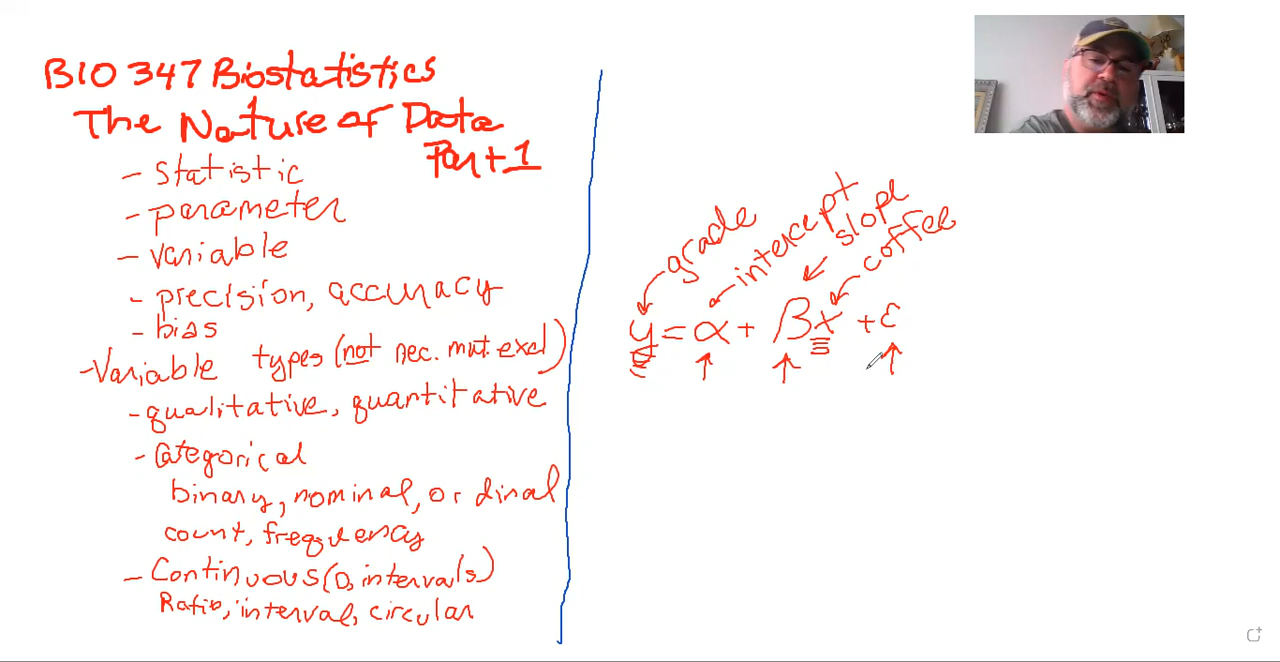 BIO 347 Biostatistics
The Nature of Data
Part 1
- statistic
- parameter
- variable
- precision, accuracy
- bias
- Variable types (not nec. mut. excl)
- qualitative, quantitative
- Categorical
binary, nominal, ordinal
count, frequency
- Continuous (0, intervals)
Ratio, interval, circular
grade
intercept
slope
coffee
y = α + βx + ε